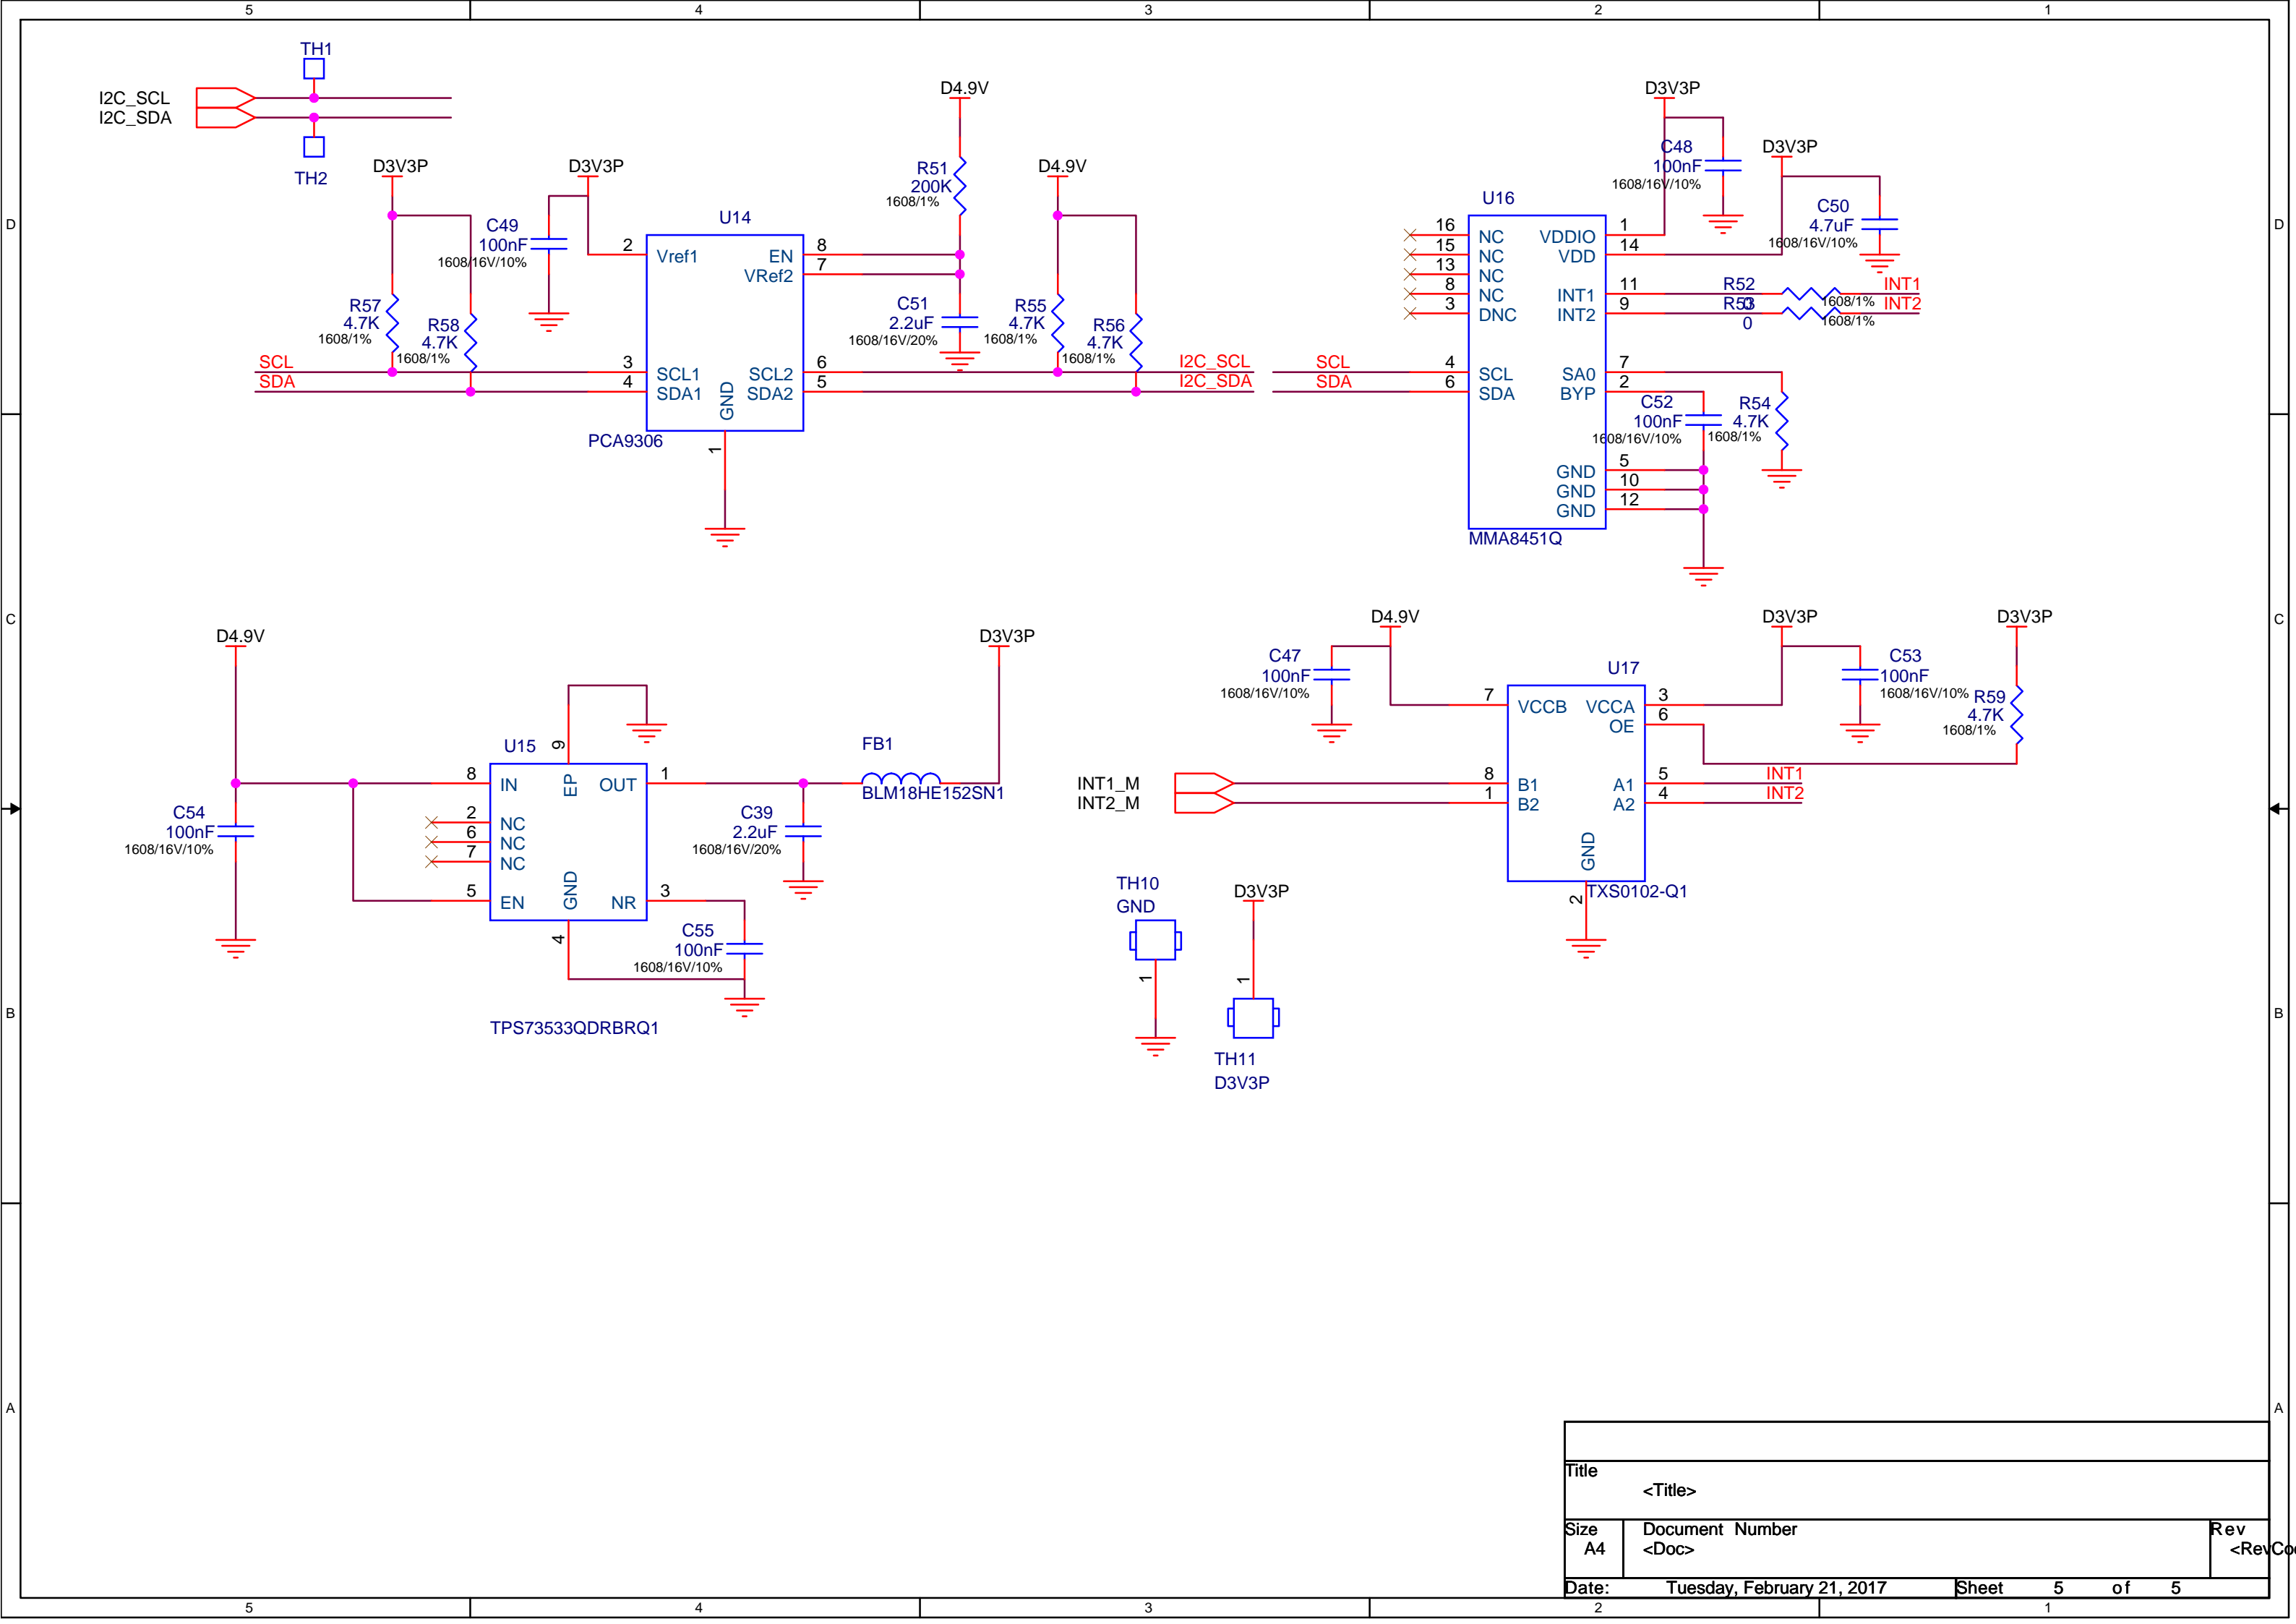 5 4 3 2 1
TH1
I2C_SCL
I2C_SDA
TH2
D3V3P
D3V3P
D4.9V
D4.9V
R51
200K
1608/1%
C49
100nF
1608/16V/10%
U14
2 Vref1
EN 8
VRef2 7
3 SCL1
4 SDA1
SCL2 6
SDA2 5
GND
1
PCA9306
R57
4.7K
1608/1%
R58
4.7K
1608/1%
SCL
SDA
C51
2.2uF
1608/16V/20%
R55
4.7K
1608/1%
R56
4.7K
1608/1%
I2C_SCL
I2C_SDA
SCL
SDA
D3V3P
C48
100nF
1608/16V/10%
D3V3P
C50
4.7uF
1608/16V/10%
U16
16 NC
15 NC
13 NC
8 NC
3 DNC
4 SCL
6 SDA
VDDIO 1
VDD 14
INT1 11
INT2 9
SA0 7
BYP 2
GND 5
GND 10
GND 12
MMA8451Q
R52
0
1608/1%
INT1
R53
0
1608/1%
INT2
C52
100nF
1608/16V/10%
R54
4.7K
1608/1%
D
D
C
C
D4.9V
D3V3P
C54
100nF
1608/16V/10%
U15
9
EP
8 IN
2 NC
6 NC
7 NC
5 EN
OUT 1
NR 3
GND
4
TPS73533QDRBRQ1
FB1
BLM18HE152SN1
C39
2.2uF
1608/16V/20%
C55
100nF
1608/16V/10%
D4.9V
C47
100nF
1608/16V/10%
D3V3P
C53
100nF
1608/16V/10%
D3V3P
R59
4.7K
1608/1%
U17
7 VCCB
8 B1
1 B2
VCCA 3
OE 6
A1 5
A2 4
GND
2
TXS0102-Q1
INT1_M
INT2_M
INT1
INT2
TH10
GND
1
D3V3P
1
TH11
D3V3P
B
B
A
A
Title
<Title>
Size
A4
Document Number
<Doc>
Rev
<RevCo
Date: Tuesday, February 21, 2017
Sheet 5 of 5
5 4 3 2 1